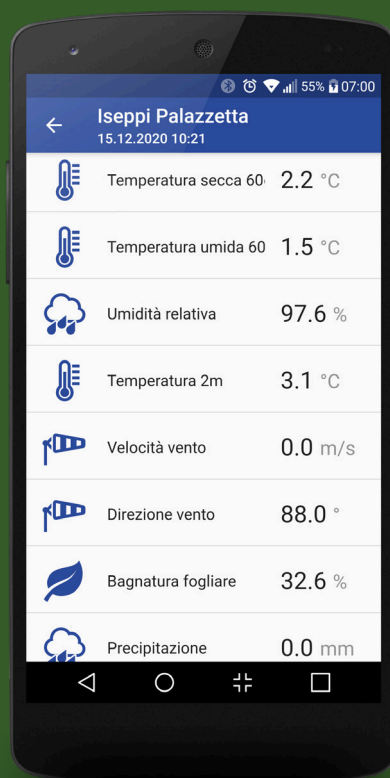 55% 07:00
Iseppi Palazzetta
15.12.2020 10:21
Temperatura secca 60 2.2 °C
Temperatura umida 60 1.5 °C
Umidità relativa 97.6 %
Temperatura 2m 3.1 °C
Velocità vento 0.0 m/s
Direzione vento 88.0 °
Bagnatura fogliare 32.6 %
Precipitazione 0.0 mm